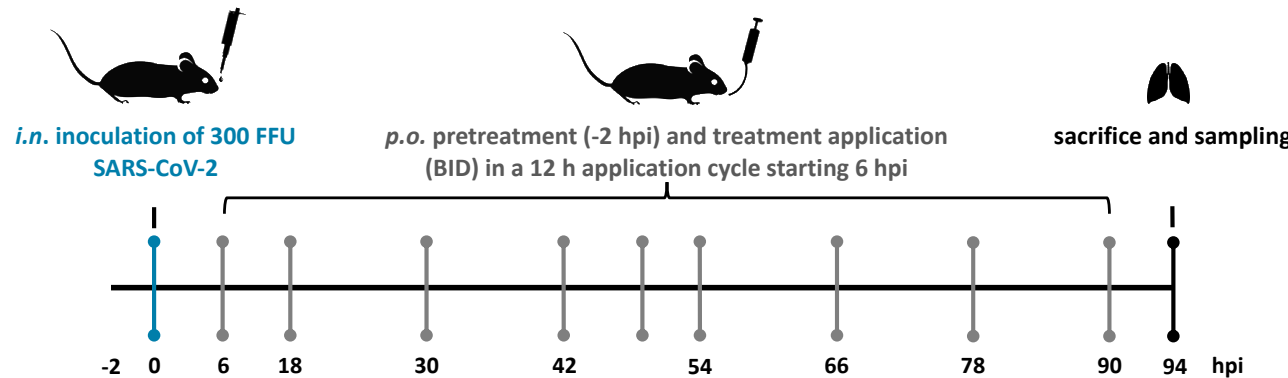 i.n. inoculation of 300 FFU
SARS-CoV-2
p.o. pretreatment (-2 hpi) and treatment application
(BID) in a 12 h application cycle starting 6 hpi
sacrifice and sampling
-2 0 6 18 30 42 54 66 78 90 94 hpi